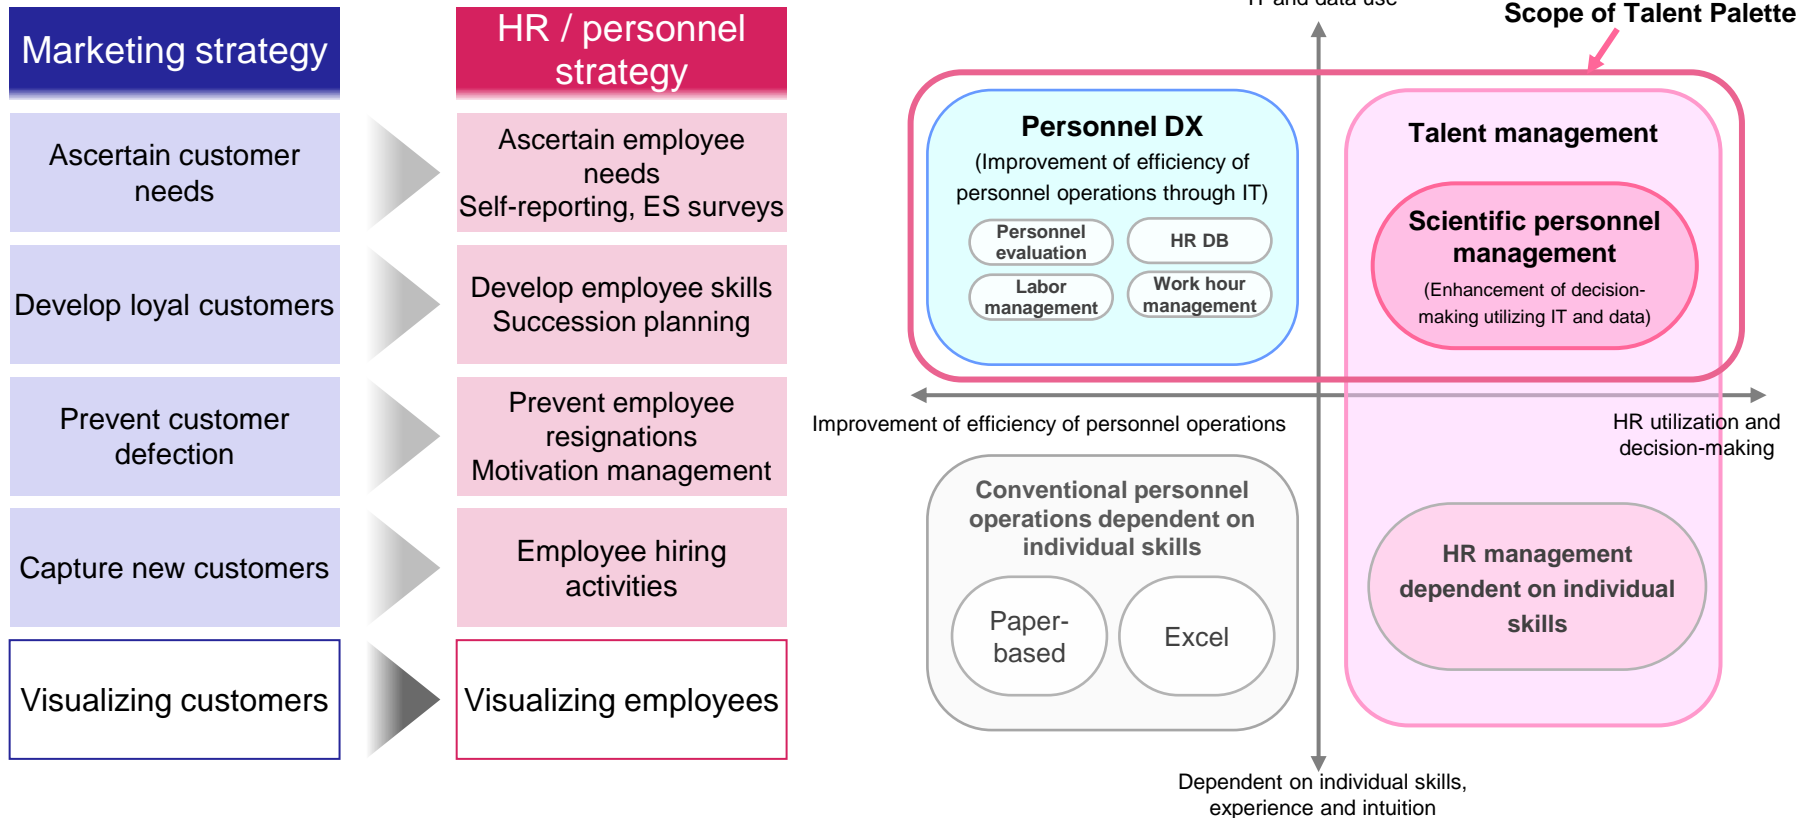 Marketing strategy
HR / personnel
strategy
Ascertain customer
needs
Ascertain employee
needs
Self-reporting, ES surveys
Develop loyal customers
Develop employee skills
Succession planning
Prevent customer
defection
Prevent employee
resignations
Motivation management
Capture new customers
Employee hiring
activities
Visualizing customers
Visualizing employees
IT and data use
Scope of Talent Palette
Personnel DX
(Improvement of efficiency of
personnel operations through IT)
Personnel
evaluation
HR DB
Labor
management
Work hour
management
Talent management
Scientific personnel
management
(Enhancement of decision-
making utilizing IT and data)
Improvement of efficiency of personnel operations
HR utilization and
decision-making
Conventional personnel
operations dependent on
individual skills
Paper-
based
Excel
HR management
dependent on individual
skills
Dependent on individual skills,
experience and intuition